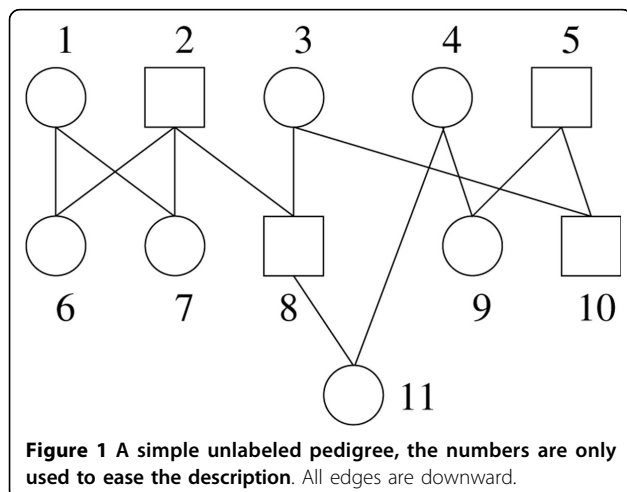 1 2 3 4 5
6 7 8 9 10
11
Figure 1 A simple unlabeled pedigree, the numbers are only
used to ease the description. All edges are downward.